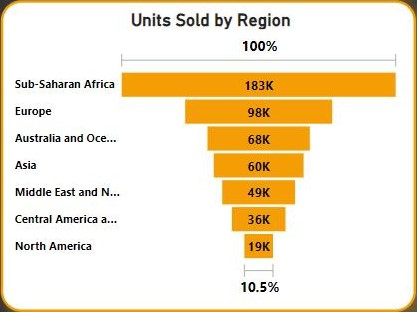 Units Sold by Region
100%
Sub-Saharan Africa 183K
Europe 98K
Australia and Oce... 68K
Asia 60K
Middle East and N... 49K
Central America a... 36K
North America 19K
10.5%